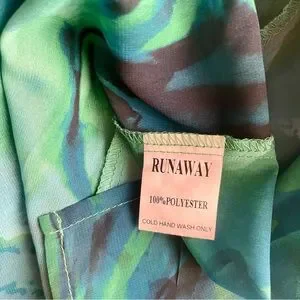 RUNAWAY
100%POLYESTER
COLD HAND WASH ONLY